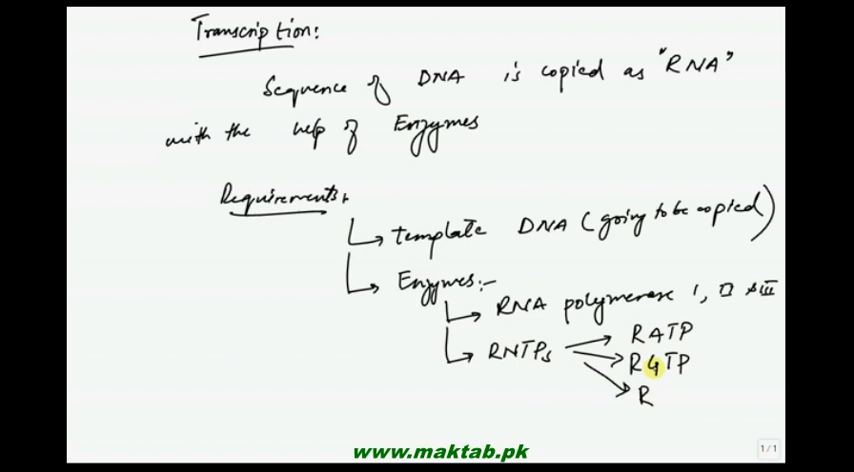 Transcription:
Sequence of DNA is copied as "RNA"
with the help of Enzymes
Requirements:
template DNA (going to be copied)
Enzymes:-
RNA polymerase I, II & III
RNTPs
RATP
RGTP
R
1/1
www.maktab.pk